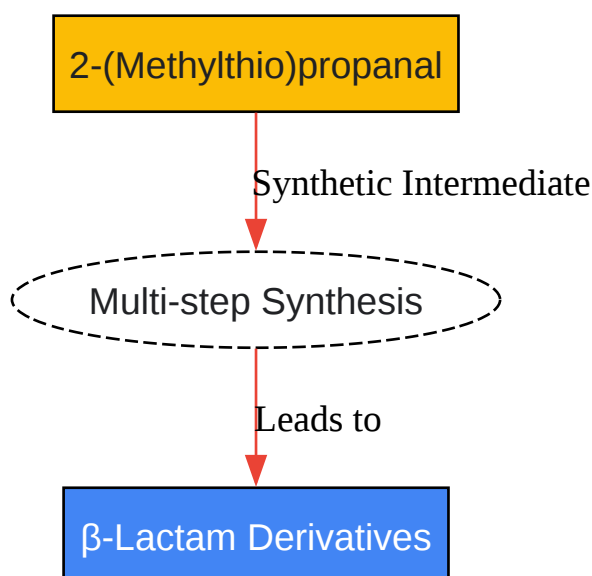 2-(Methylthio)propanal
Synthetic Intermediate
Multi-step Synthesis
Leads to
β-Lactam Derivatives